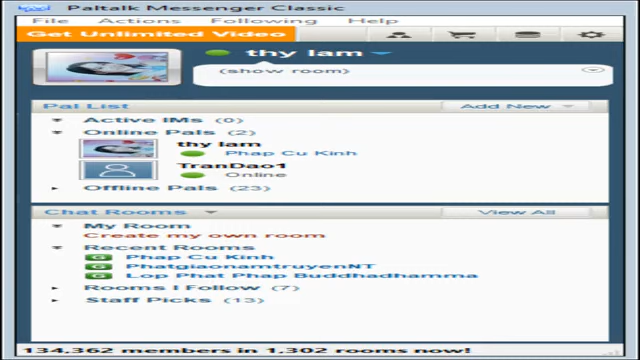 Paltalk Messenger Classic
File Actions Following Help
Get Unlimited Video
thy lam
(show room)
Pal List Add New
Active IMs (0)
Online Pals (2)
thy lam
Phap Cu Kinh
TranDao1
Online
Offline Pals (23)
Chat Rooms View All
My Room
Create my own room
Recent Rooms
G Phap Cu Kinh
G PhatgiaonamtruyenNT
G Lop Phat Phap Buddhadhamma
Rooms I Follow (7)
Staff Picks (13)
134,362 members in 1,302 rooms now!